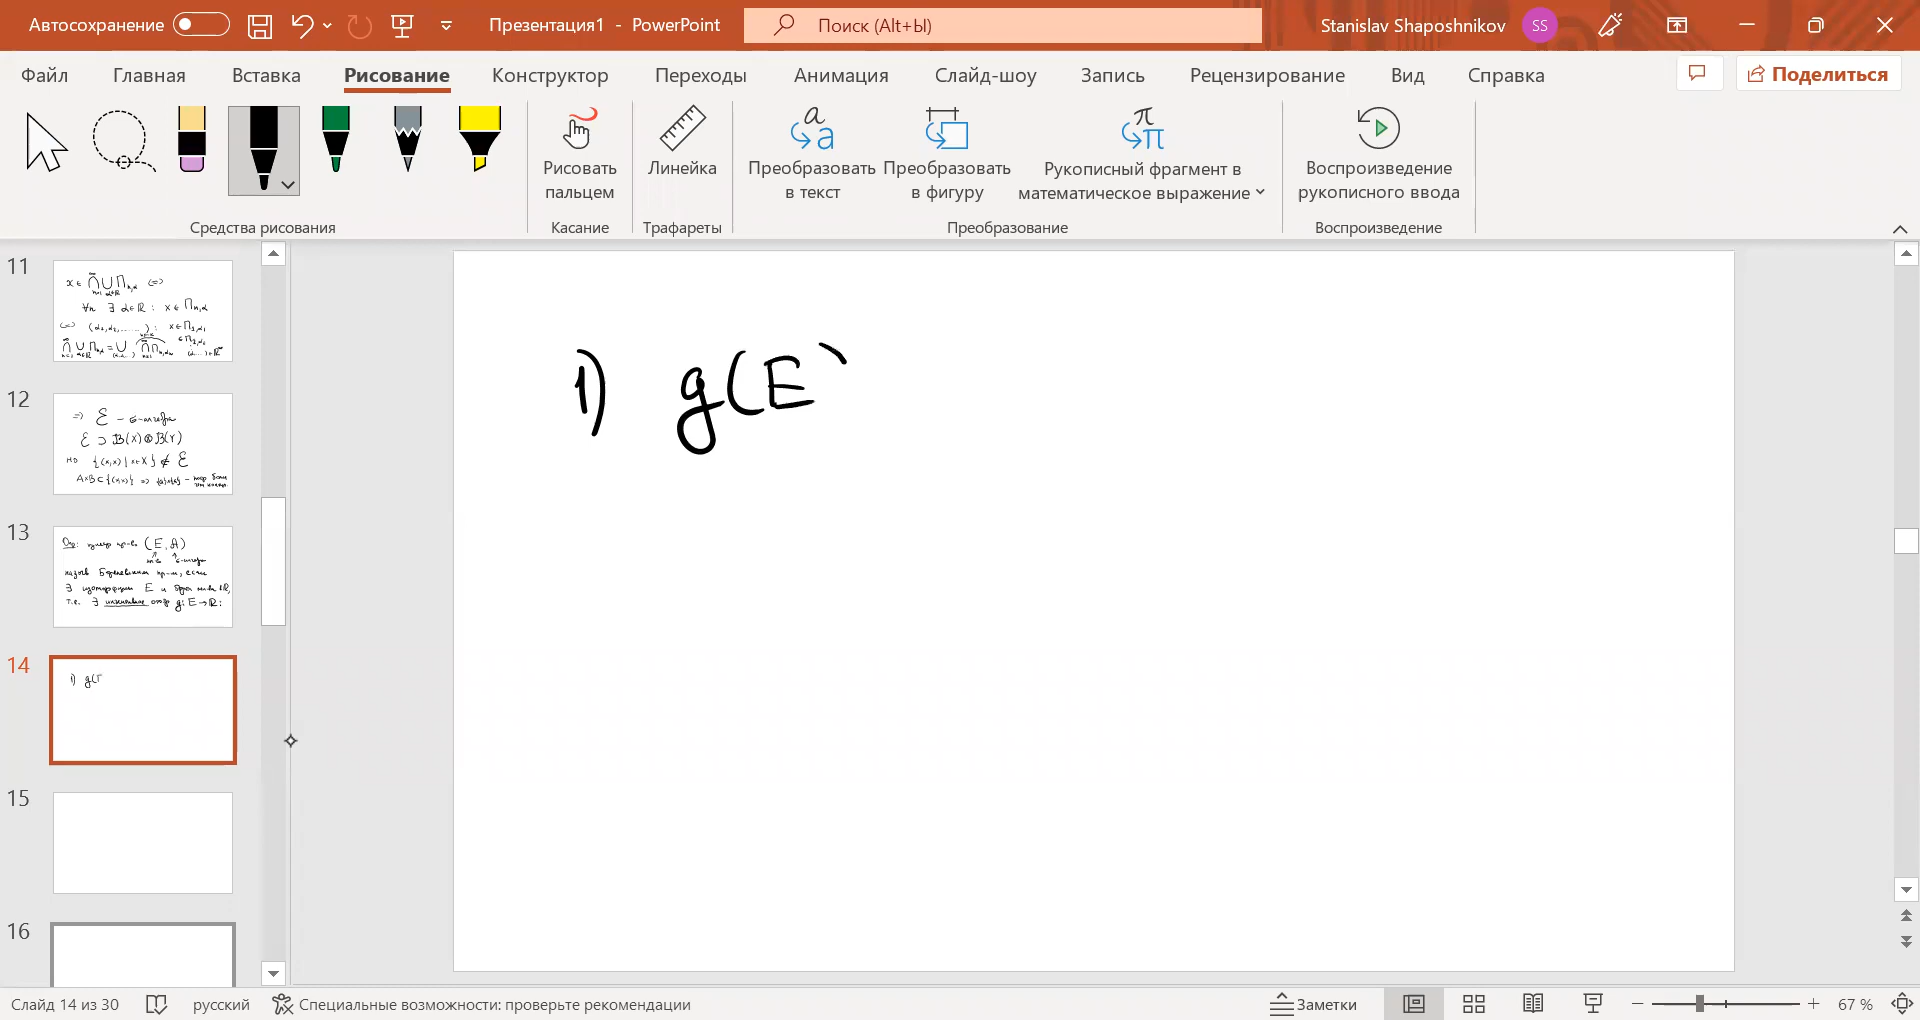 Автосохранение Презентация1 - PowerPoint Поиск (Alt+Ы) Stanislav Shaposhnikov SS
Файл Главная Вставка Рисование Конструктор Переходы Анимация Слайд-шоу Запись Рецензирование Вид Справка Поделиться
Рисовать пальцем
Линейка
Преобразовать в текст
Преобразовать в фигуру
Рукописный фрагмент в математическое выражение
Воспроизведение рукописного ввода
Средства рисования Касание Трафареты Преобразование Воспроизведение
11
x ∈
∀n ∃ α∈ℝ : x ∈ Π n,α
12
⇒ ℰ - σ-алгебра
ℰ ⊃ 𝔅(X)⊗𝔅(Y)
но {(x,x) | x∈X} ∉ ℰ
13
(E, A)
∃ E
т.е. ∃ g: E → ℝ:
14
1) g(
15
16
1) g(E
Слайд 14 из 30 русский Специальные возможности: проверьте рекомендации Заметки 67 %